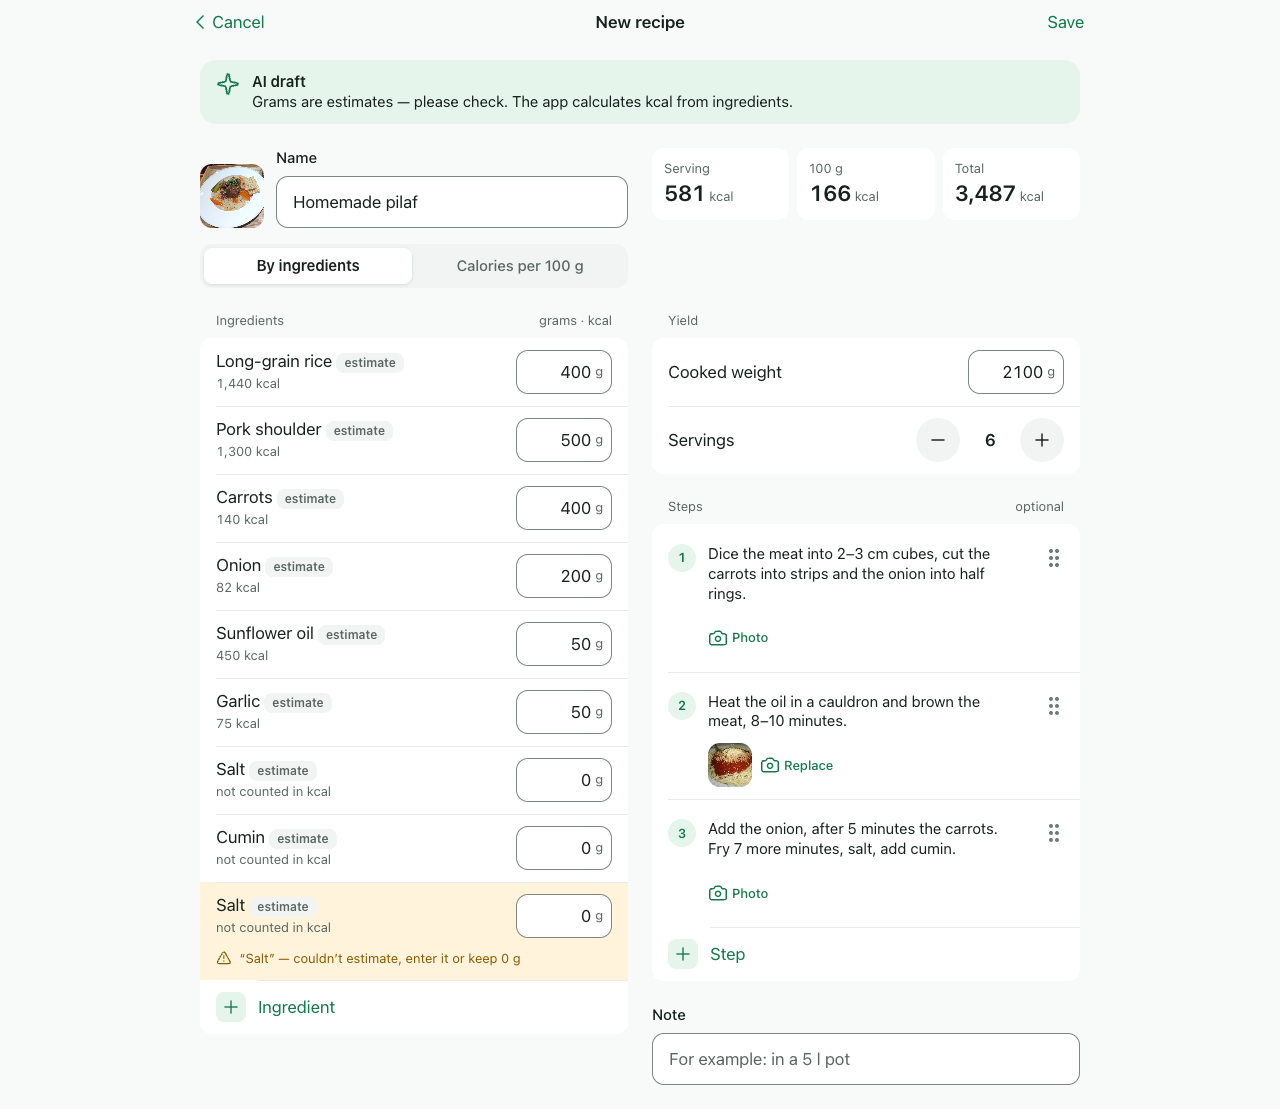 Cancel
New recipe
Save
AI draft
Grams are estimates — please check. The app calculates kcal from ingredients.
Name
Homemade pilaf
Serving
581 kcal
100 g
166 kcal
Total
3,487 kcal
By ingredients
Calories per 100 g
Ingredients
grams · kcal
Long-grain rice estimate
1,440 kcal
400 g
Pork shoulder estimate
1,300 kcal
500 g
Carrots estimate
140 kcal
400 g
Onion estimate
82 kcal
200 g
Sunflower oil estimate
450 kcal
50 g
Garlic estimate
75 kcal
50 g
Salt estimate
not counted in kcal
0 g
Cumin estimate
not counted in kcal
0 g
Salt estimate
not counted in kcal
0 g
“Salt” — couldn’t estimate, enter it or keep 0 g
Ingredient
Yield
Cooked weight
2100 g
Servings
6
Steps
optional
1
Dice the meat into 2–3 cm cubes, cut the
carrots into strips and the onion into half
rings.
Photo
2
Heat the oil in a cauldron and brown the
meat, 8–10 minutes.
Replace
3
Add the onion, after 5 minutes the carrots.
Fry 7 more minutes, salt, add cumin.
Photo
Step
Note
For example: in a 5 l pot